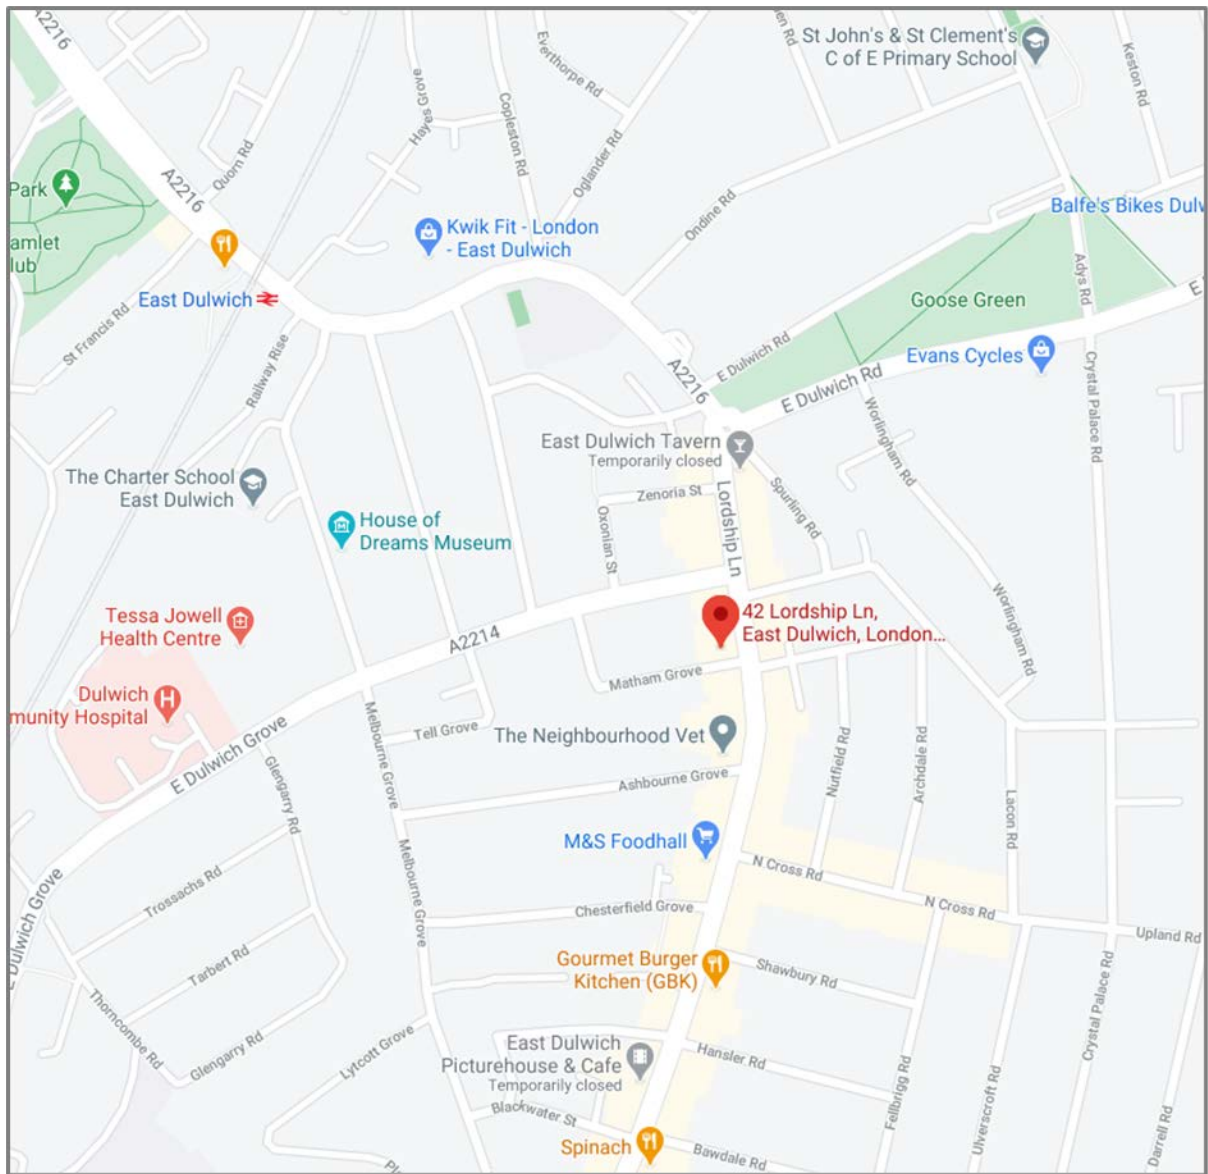 A2216
Everthorpe Rd
St John's & St Clement's
C of E Primary School
Keston Rd
Hayes Grove
Copleston Rd
Oglander Rd
Quorn Rd
A2216
Park
Ondine Rd
Balfe's Bikes Dulw
Kwik Fit - London
- East Dulwich
Adys Rd
East Dulwich
Goose Green
St Francis Rd
Railway Rise
E Dulwich Rd
Evans Cycles
A2216
E Dulwich Rd
Crystal Palace Rd
Worlingham Rd
East Dulwich Tavern
Temporarily closed
The Charter School
East Dulwich
Zenoria St
Lordship Ln
Spurling Rd
Oxonian St
House of
Dreams Museum
Worlingham Rd
Tessa Jowell
Health Centre
42 Lordship Ln,
East Dulwich, London...
A2214
Matham Grove
Dulwich
munity Hospital
Melbourne Grove
Tell Grove
The Neighbourhood Vet
E Dulwich Grove
Glengarry Rd
Nutfield Rd
Archdale Rd
Ashbourne Grove
Lacon Rd
M&S Foodhall
Melbourne Grove
N Cross Rd
Trossachs Rd
N Cross Rd
Chesterfield Grove
Upland Rd
E Dulwich Grove
Tarbert Rd
Gourmet Burger
Kitchen (GBK)
Shawbury Rd
Thorncombe Rd
Crystal Palace Rd
Glengarry Rd
Lytcott Grove
East Dulwich
Picturehouse & Cafe
Temporarily closed
Hansler Rd
Fellbrigg Rd
Ulverscroft Rd
Darrell Rd
Blackwater St
Spinach
Bawdale Rd